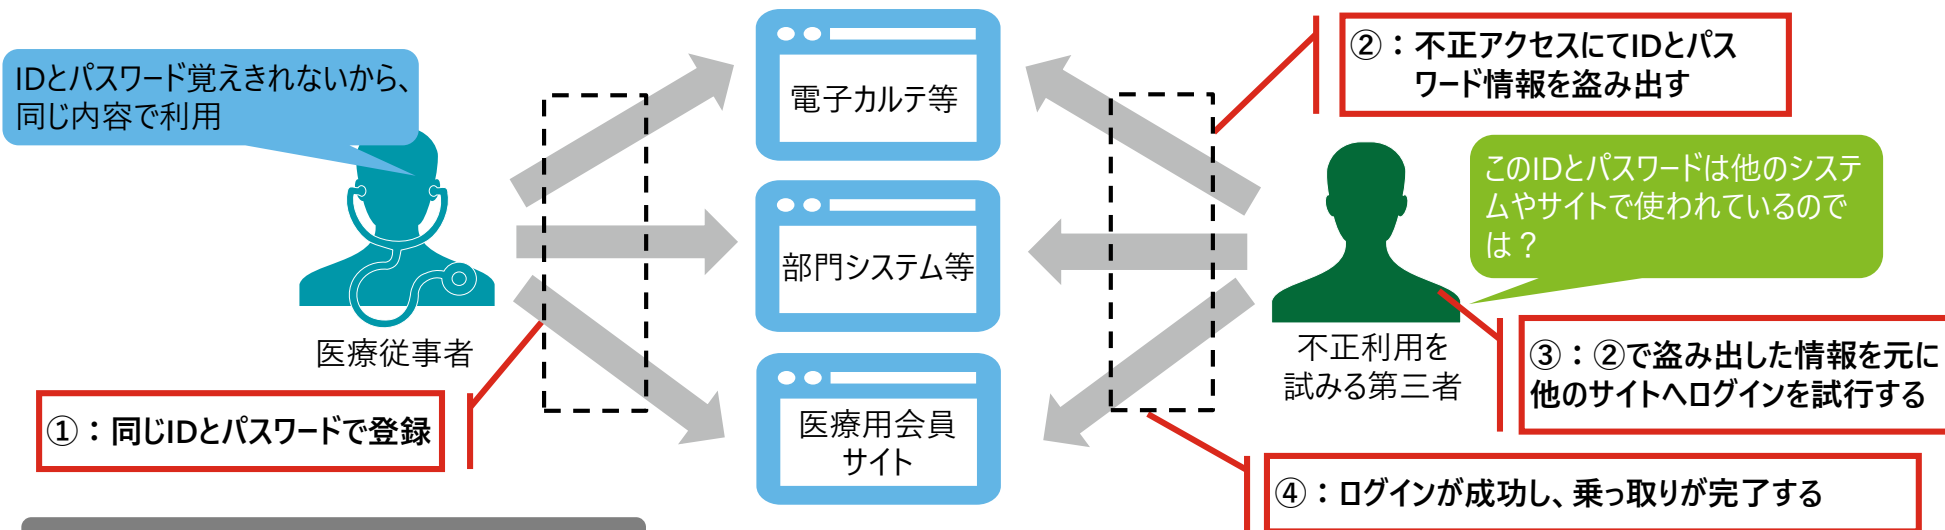 IDとパスワード覚えきれないから、
同じ内容で利用
医療従事者
①：同じIDとパスワードで登録
電子カルテ等
部門システム等
医療用会員
サイト
②：不正アクセスにてIDとパス
ワード情報を盗み出す
このIDとパスワードは他のシステ
ムやサイトで使われているので
は？
不正利用を
試みる第三者
③：②で盗み出した情報を元に
他のサイトへログインを試行する
④：ログインが成功し、乗っ取りが完了する